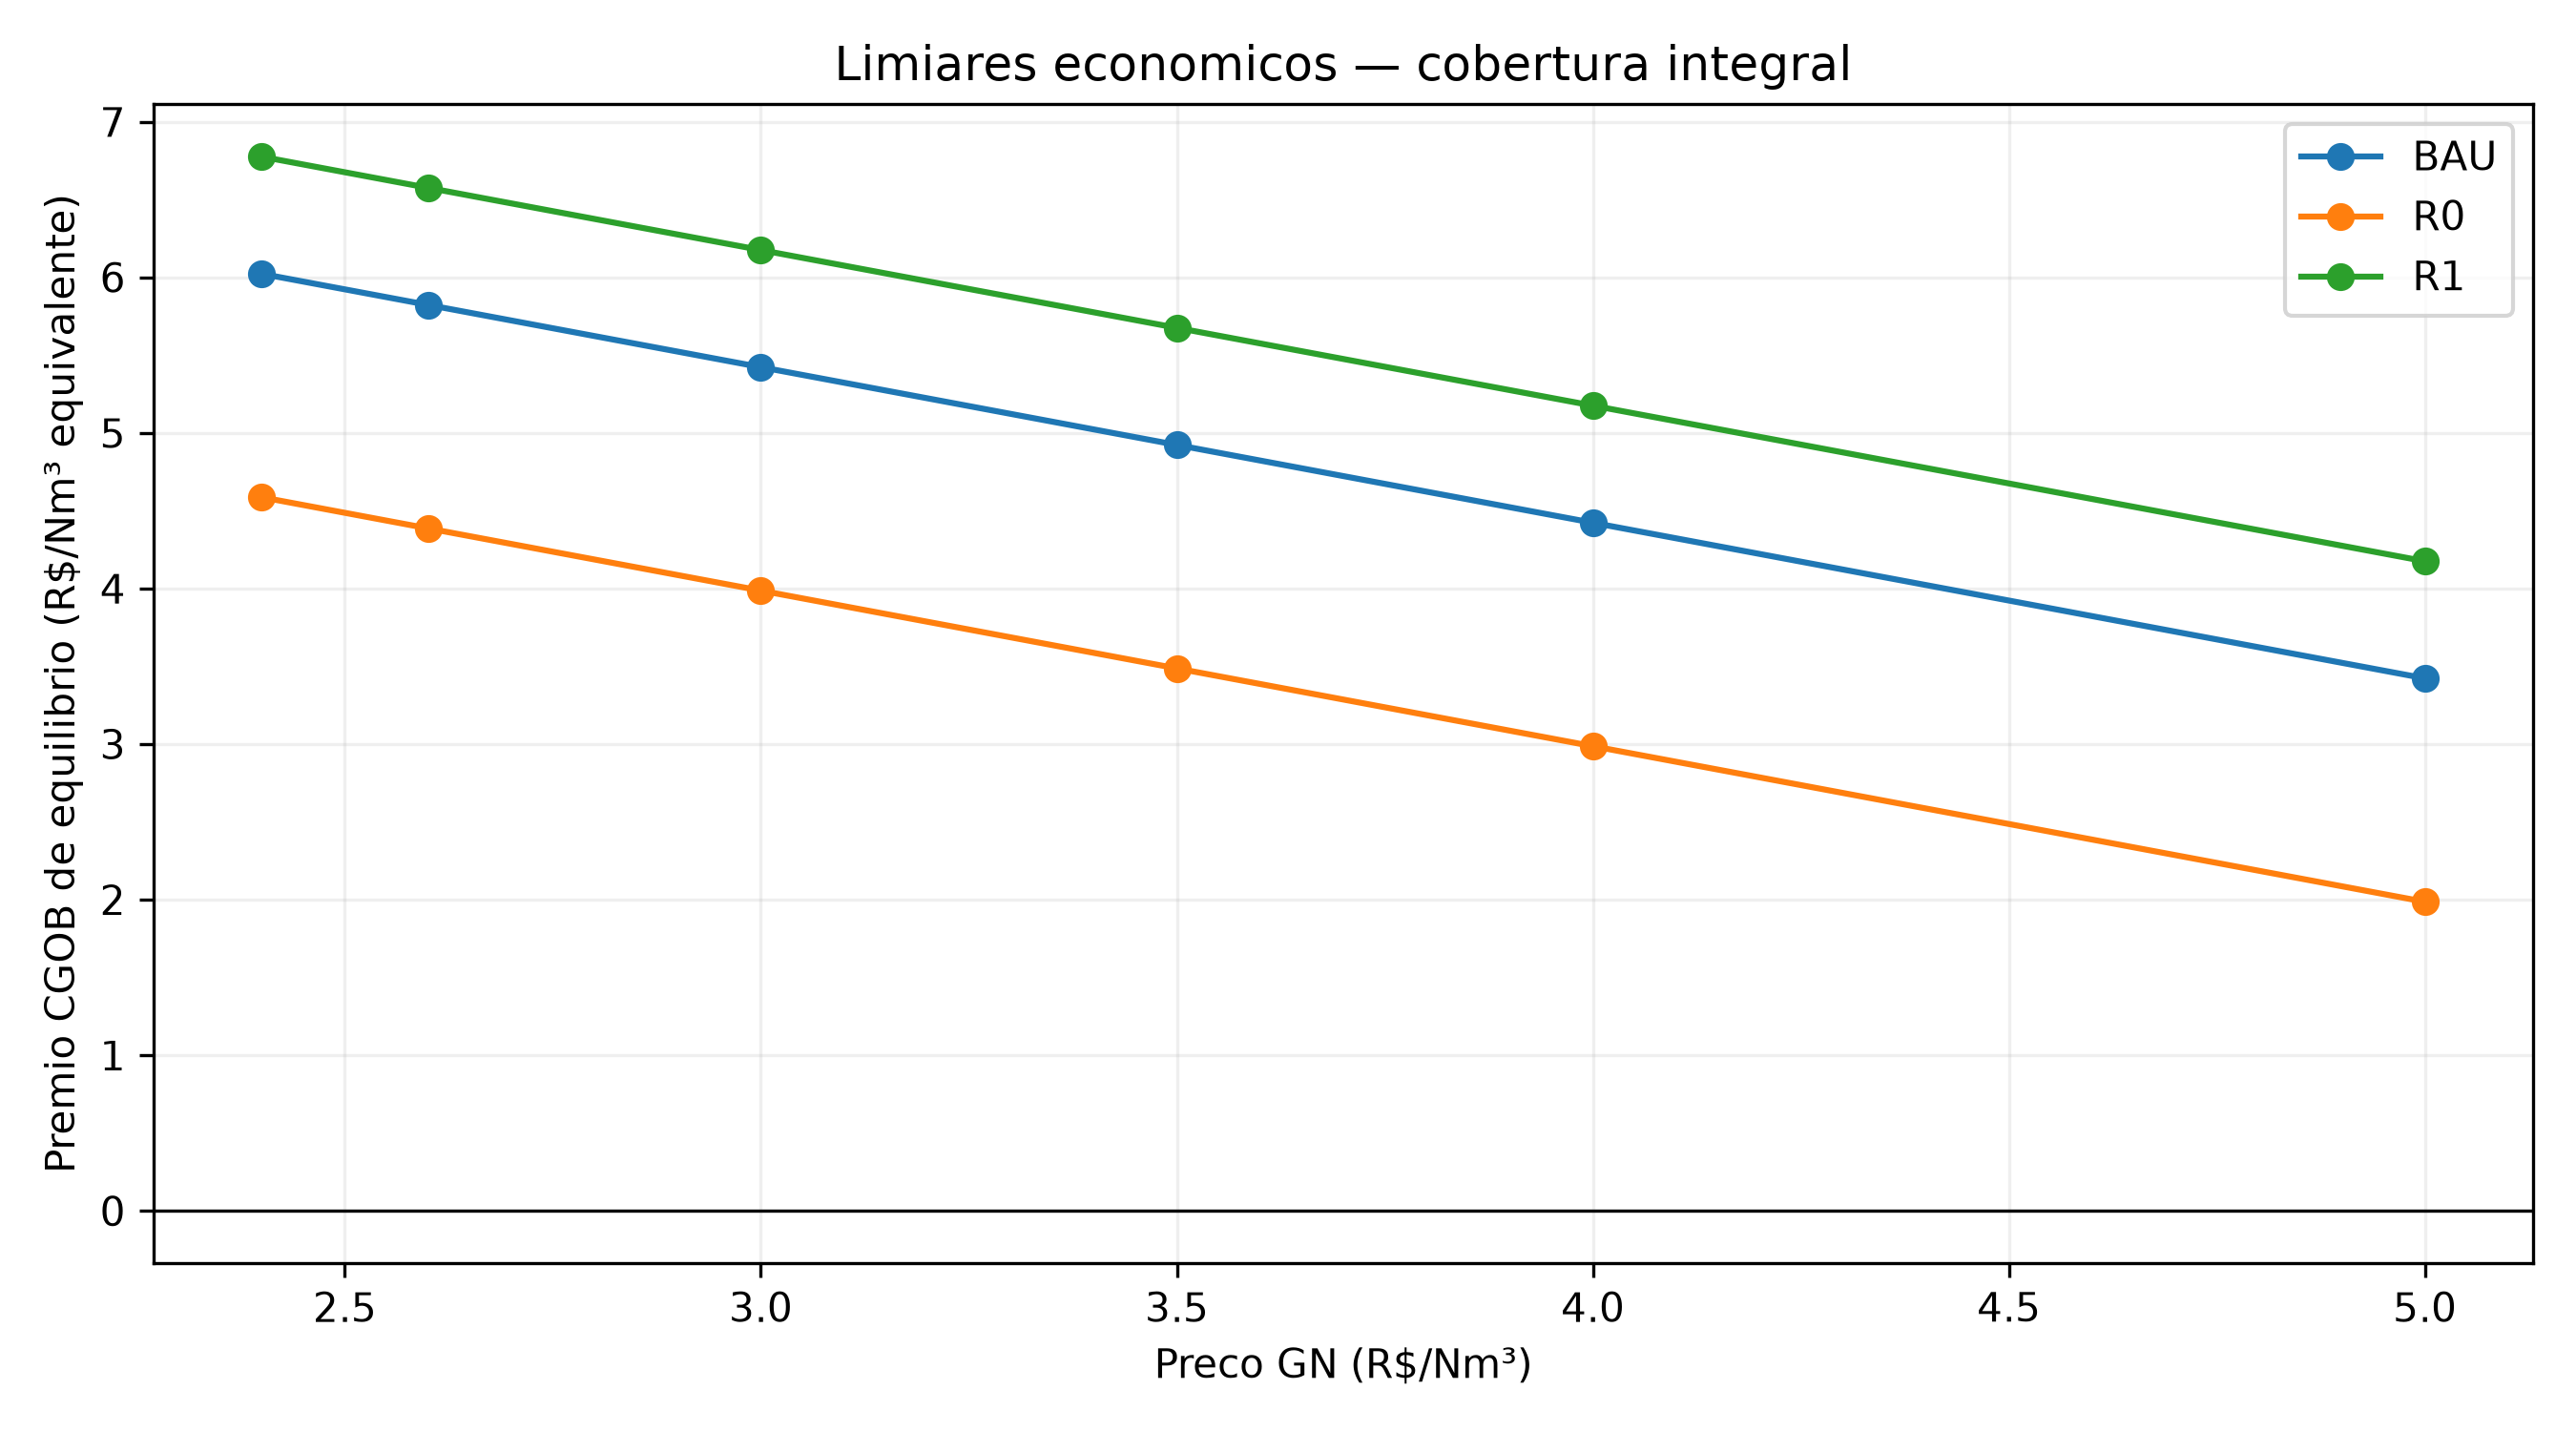 Limiares economicos — cobertura integral
Premio CGOB de equilibrio (R$/Nm³ equivalente)
7
6
5
4
3
2
1
0
BAU
R0
R1
2.5
3.0
3.5
4.0
4.5
5.0
Preco GN (R$/Nm³)